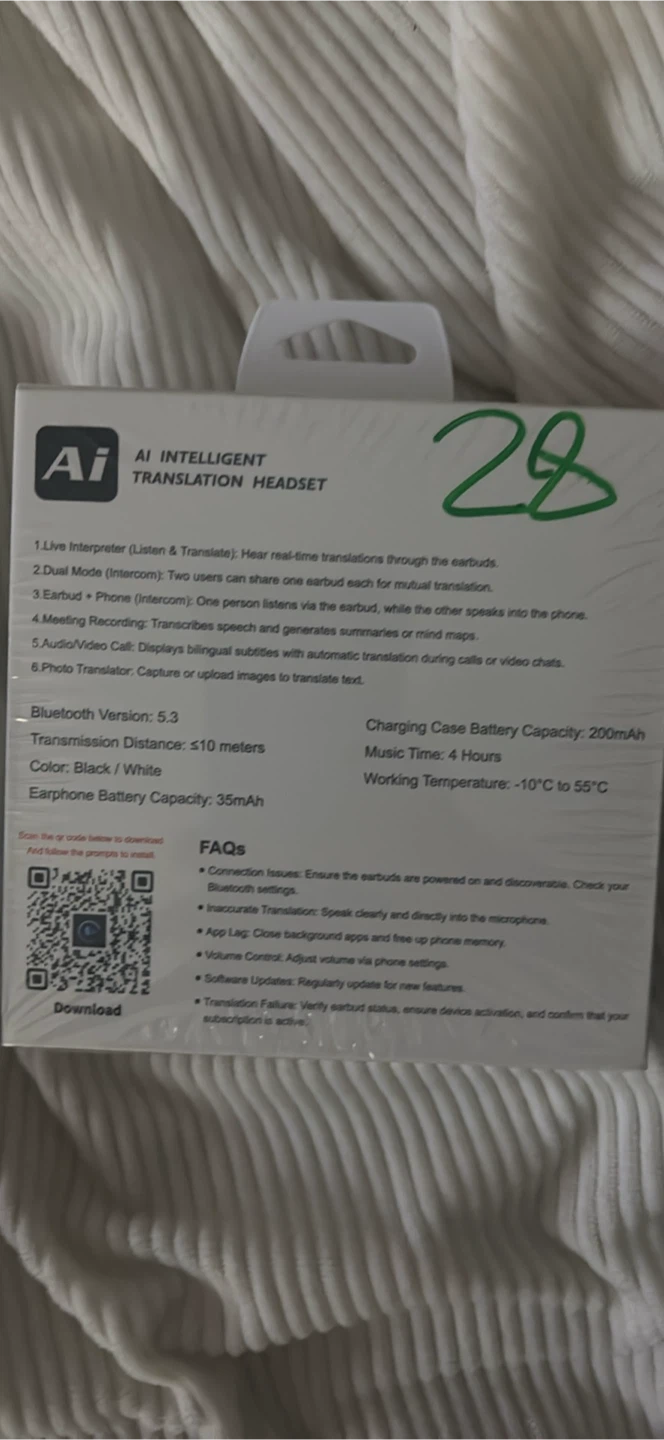 Ai
AI INTELLIGENT
TRANSLATION HEADSET
28
1.Live Interpreter (Listen & Translate): Hear real-time translations through the earbuds.
2.Dual Mode (Intercom): Two users can share one earbud each for mutual translation.
3.Earbud + Phone (Intercom): One person listens via the earbud, while the other speaks into the phone.
4.Meeting Recording: Transcribes speech and generates summaries or mind maps.
5.Audio/Video Call: Displays bilingual subtitles with automatic translation during calls or video chats.
6.Photo Translator: Capture or upload images to translate text.
Bluetooth Version: 5.3
Transmission Distance: ≤10 meters
Color: Black / White
Earphone Battery Capacity: 35mAh
Charging Case Battery Capacity: 200mAh
Music Time: 4 Hours
Working Temperature: -10°C to 55°C
Scan the qr code below to download
And follow the prompts to install.
Download
FAQs
• Connection Issues: Ensure the earbuds are powered on and discoverable. Check your
Bluetooth settings.
• Inaccurate Translation: Speak clearly and directly into the microphone.
• App Lag: Close background apps and free up phone memory.
• Volume Control: Adjust volume via phone settings.
• Software Updates: Regularly update for new features.
• Translation Failure: Verify earbud status, ensure device activation, and confirm that your
subscription is active.